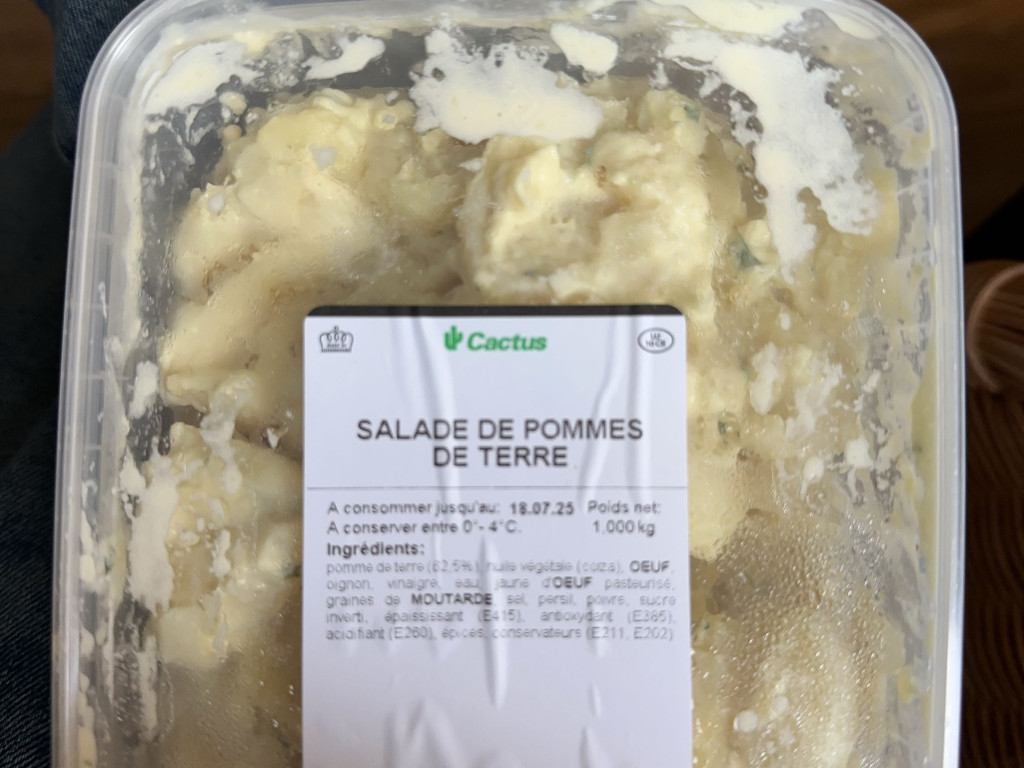 Cactus
SALADE DE POMMES
DE TERRE
A consommer jusqu'au: 18.07.25 Poids net:
A conserver entre 0°- 4°C. 1,000 kg
Ingrédients:
pomme de terre (62,5%), huile végétale (colza), OEUF,
oignon, vinaigre, eau, jaune d'OEUF pasteurisé,
graines de MOUTARDE, sel, persil, poivre, sucre
inverti, épaississant (E415), antioxydant (E385),
acidifiant (E260), épices, conservateurs (E211, E202)